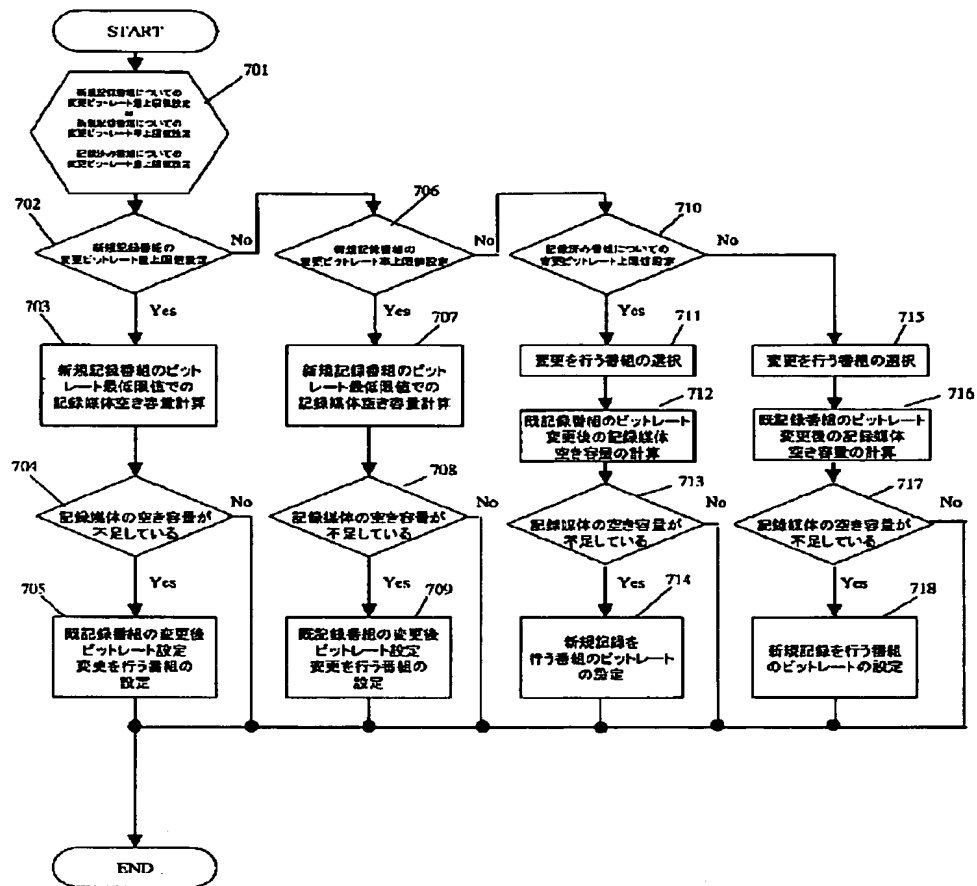 START
701
新規記録番組についての
変更ビットレート量上限値設定
or
新規記録番組についての
変更ビットレート率上限値設定
記録済み番組についての
変更ビットレート量上限値設定
702
新規記録番組の
変更ビットレート量上限値設定
No
Yes
706
新規記録番組の
変更ビットレート率上限値設定
No
Yes
710
記録済み番組についての
変更ビットレート上限値設定
No
Yes
703
新規記録番組のビット
レート最低限値での
記録媒体空き容量計算
707
新規記録番組のビット
レート最低限値での
記録媒体空き容量計算
711
変更を行う番組の選択
715
変更を行う番組の選択
712
既記録番組のビットレート
変更後の記録媒体
空き容量の計算
716
既記録番組のビットレート
変更後の記録媒体
空き容量の計算
704
記録媒体の空き容量が
不足している
No
Yes
708
記録媒体の空き容量が
不足している
No
Yes
713
記録媒体の空き容量が
不足している
No
Yes
717
記録媒体の空き容量が
不足している
No
Yes
705
既記録番組の変更後
ビットレート設定
変更を行う番組の
設定
709
既記録番組の変更後
ビットレート設定
変更を行う番組の
設定
714
新規記録を
行う番組のビットレート
の設定
718
新規記録を行う番組
のビットレートの設定
END